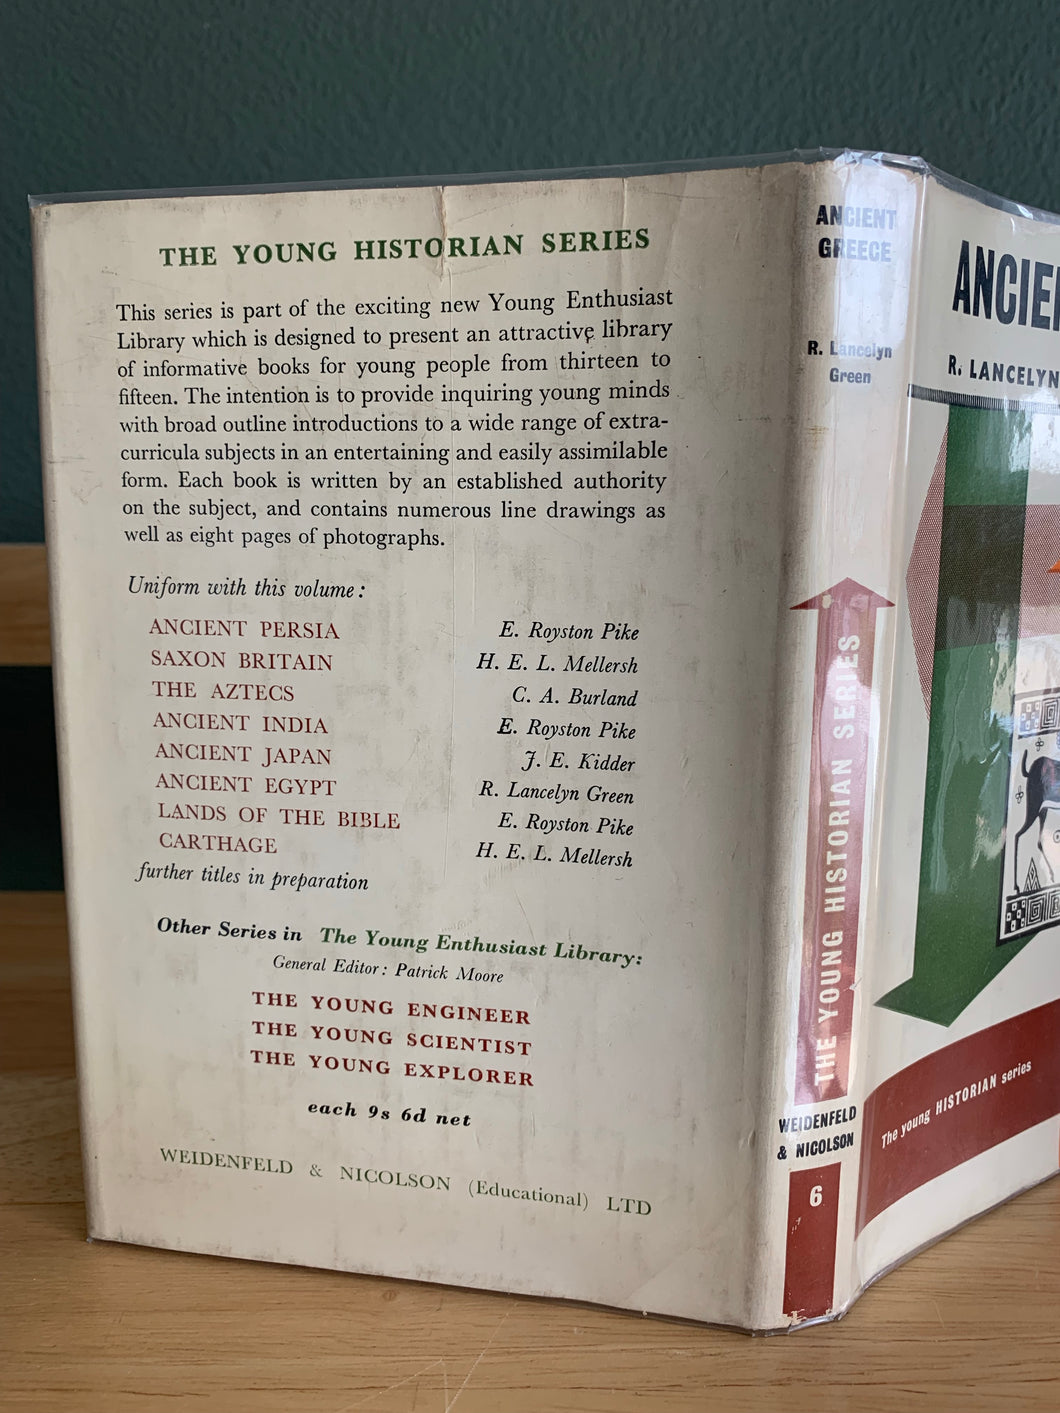 THE YOUNG HISTORIAN SERIES
This series is part of the exciting new Young Enthusiast
Library which is designed to present an attractive library
of informative books for young people from thirteen to
fifteen. The intention is to provide inquiring young minds
with broad outline introductions to a wide range of extra-
curricula subjects in an entertaining and easily assimilable
form. Each book is written by an established authority
on the subject, and contains numerous line drawings as
well as eight pages of photographs.
Uniform with this volume:
ANCIENT PERSIA E. Royston Pike
SAXON BRITAIN H. E. L. Mellersh
THE AZTECS C. A. Burland
ANCIENT INDIA E. Royston Pike
ANCIENT JAPAN J. E. Kidder
ANCIENT EGYPT R. Lancelyn Green
LANDS OF THE BIBLE E. Royston Pike
CARTHAGE H. E. L. Mellersh
further titles in preparation
Other Series in The Young Enthusiast Library:
General Editor: Patrick Moore
THE YOUNG ENGINEER
THE YOUNG SCIENTIST
THE YOUNG EXPLORER
each 9s 6d net
WEIDENFELD & NICOLSON (Educational) LTD
ANCIENT
GREECE
R. Lancelyn
Green
THE YOUNG HISTORIAN SERIES
WEIDENFELD
& NICOLSON
6
ANCIE
R. LANCELYN
The young HISTORIAN series